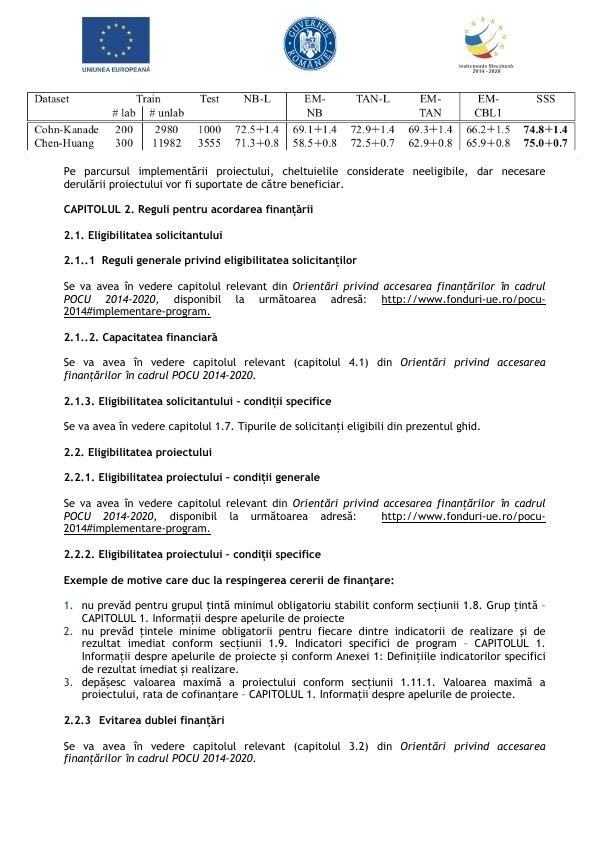 UNIUNEA EUROPEANĂ
GUVERNUL ROMÂNIEI
Instrumente Structurale
2014 - 2020
Dataset Train Test NB-L EM- TAN-L EM- EM- SSS
# lab # unlab NB TAN CBL1
Cohn-Kanade 200 2980 1000 72.5+1.4 69.1+1.4 72.9+1.4 69.3+1.4 66.2+1.5 74.8+1.4
Chen-Huang 300 11982 3555 71.3+0.8 58.5+0.8 72.5+0.7 62.9+0.8 65.9+0.8 75.0+0.7
Pe parcursul implementării proiectului, cheltuielile considerate neeligibile, dar necesare
derulării proiectului vor fi suportate de către beneficiar.
CAPITOLUL 2. Reguli pentru acordarea finanțării
2.1. Eligibilitatea solicitantului
2.1..1 Reguli generale privind eligibilitatea solicitanților
Se va avea în vedere capitolul relevant din Orientări privind accesarea finanțărilor în cadrul
POCU 2014-2020, disponibil la următoarea adresă: http://www.fonduri-ue.ro/pocu-
2014#implementare-program.
2.1..2. Capacitatea financiară
Se va avea în vedere capitolul relevant (capitolul 4.1) din Orientări privind accesarea
finanțărilor în cadrul POCU 2014-2020.
2.1.3. Eligibilitatea solicitantului – condiții specifice
Se va avea în vedere capitolul 1.7. Tipurile de solicitanți eligibili din prezentul ghid.
2.2. Eligibilitatea proiectului
2.2.1. Eligibilitatea proiectului – condiții generale
Se va avea în vedere capitolul relevant din Orientări privind accesarea finanțărilor în cadrul
POCU 2014-2020, disponibil la următoarea adresă: http://www.fonduri-ue.ro/pocu-
2014#implementare-program.
2.2.2. Eligibilitatea proiectului – condiții specifice
Exemple de motive care duc la respingerea cererii de finanțare:
1. nu prevăd pentru grupul țintă minimul obligatoriu stabilit conform secțiunii 1.8. Grup țintă –
CAPITOLUL 1. Informații despre apelurile de proiecte
2. nu prevăd țintele minime obligatorii pentru fiecare dintre indicatorii de realizare și de
rezultat imediat conform secțiunii 1.9. Indicatori specifici de program – CAPITOLUL 1.
Informații despre apelurile de proiecte și conform Anexei 1: Definițiile indicatorilor specifici
de rezultat imediat și realizare.
3. depășesc valoarea maximă a proiectului conform secțiunii 1.11.1. Valoarea maximă a
proiectului, rata de cofinanțare – CAPITOLUL 1. Informații despre apelurile de proiecte.
2.2.3 Evitarea dublei finanțări
Se va avea în vedere capitolul relevant (capitolul 3.2) din Orientări privind accesarea
finanțărilor în cadrul POCU 2014-2020.